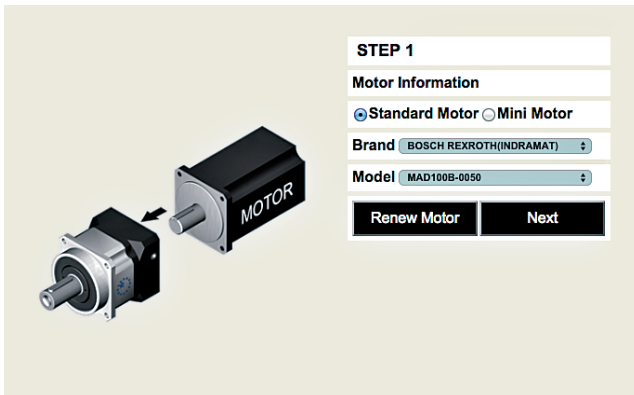 STEP 1
Motor Information
Standard Motor Mini Motor
Brand BOSCH REXROTH(INDRAMAT)
Model MAD100B-0050
Renew Motor Next
MOTOR